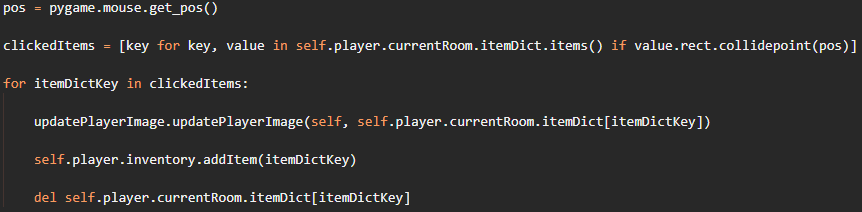 pos = pygame.mouse.get_pos()
clickedItems = [key for key, value in self.player.currentRoom.itemDict.items() if value.rect.collidepoint(pos)]
for itemDictKey in clickedItems:
updatePlayerImage.updatePlayerImage(self, self.player.currentRoom.itemDict[itemDictKey])
self.player.inventory.addItem(itemDictKey)
del self.player.currentRoom.itemDict[itemDictKey]